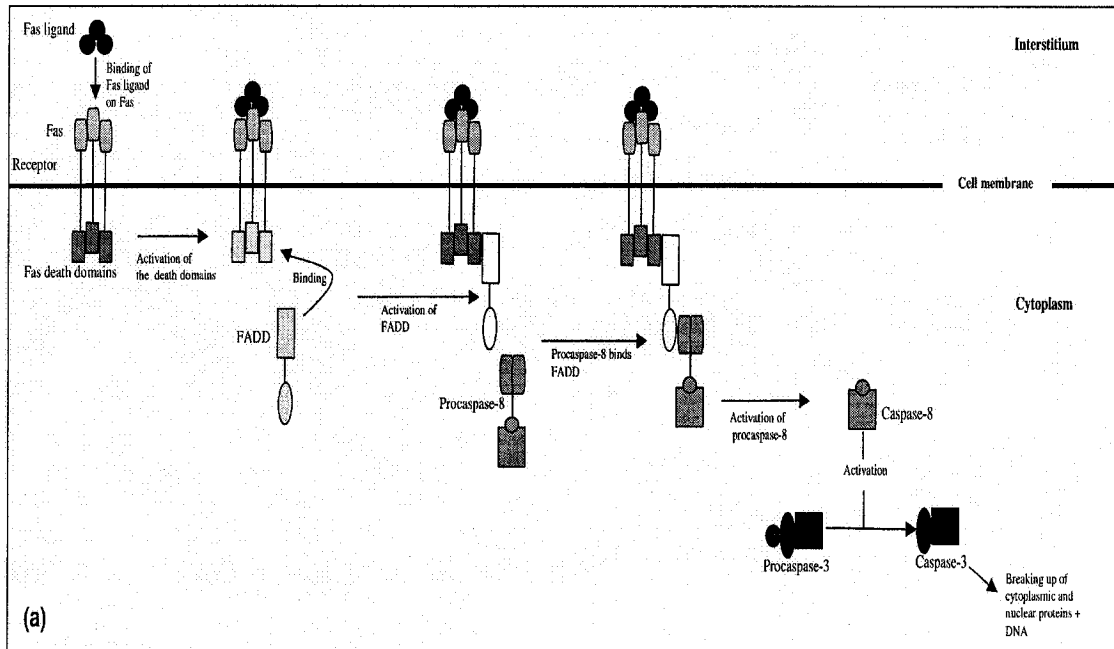 Fas ligand
Interstitium
Binding of
Fas ligand
on Fas
Fas
Receptor
Cell membrane
Fas death domains
Activation of
the death domains
Binding
FADD
Activation of
FADD
Cytoplasm
Procaspase-8
Procaspase-8 binds
FADD
Activation of
procaspase-8
Caspase-8
Activation
Procaspase-3
Caspase-3
Breaking up of
cytoplasmic and
nuclear proteins +
DNA
(a)